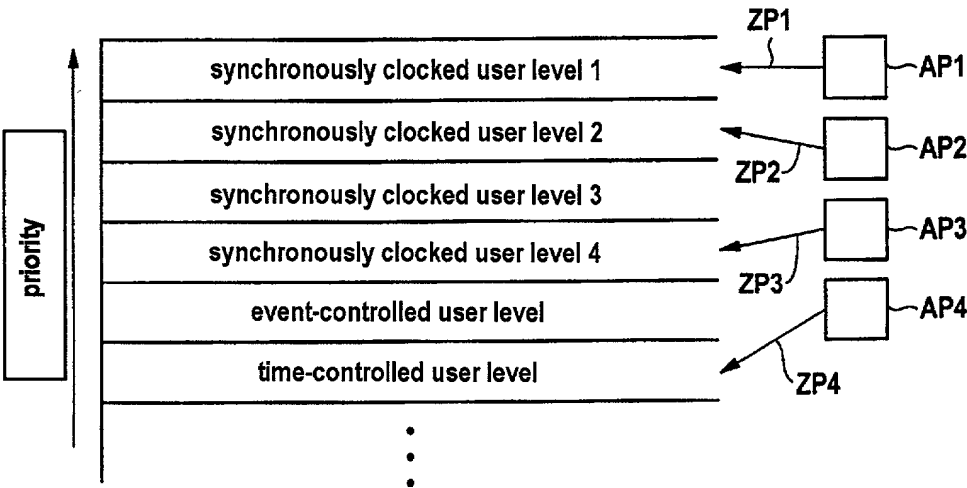 ZP1
synchronously clocked user level 1
AP1
synchronously clocked user level 2
AP2
ZP2
synchronously clocked user level 3
AP3
synchronously clocked user level 4
ZP3
event-controlled user level
AP4
time-controlled user level
ZP4
priority